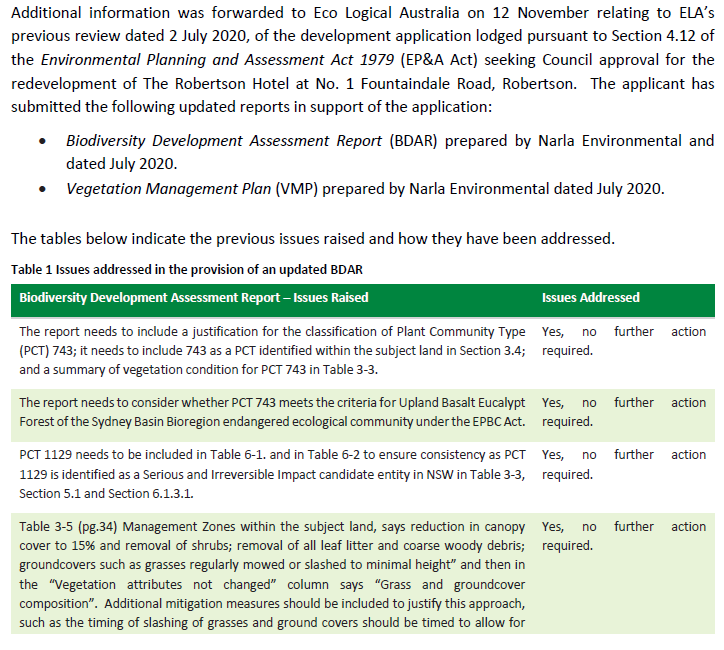 Additional information was forwarded to Eco Logical Australia on 12 November relating to ELA's
previous review dated 2 July 2020, of the development application lodged pursuant to Section 4.12 of
the Environmental Planning and Assessment Act 1979 (EP&A Act) seeking Council approval for the
redevelopment of The Robertson Hotel at No. 1 Fountaindale Road, Robertson. The applicant has
submitted the following updated reports in support of the application:
• Biodiversity Development Assessment Report (BDAR) prepared by Narla Environmental and
dated July 2020.
• Vegetation Management Plan (VMP) prepared by Narla Environmental dated July 2020.
The tables below indicate the previous issues raised and how they have been addressed.
Table 1 Issues addressed in the provision of an updated BDAR
Biodiversity Development Assessment Report – Issues Raised
Issues Addressed
The report needs to include a justification for the classification of Plant Community Type
(PCT) 743; it needs to include 743 as a PCT identified within the subject land in Section 3.4;
and a summary of vegetation condition for PCT 743 in Table 3-3.
Yes, no further action
required.
The report needs to consider whether PCT 743 meets the criteria for Upland Basalt Eucalypt
Forest of the Sydney Basin Bioregion endangered ecological community under the EPBC Act.
Yes, no further action
required.
PCT 1129 needs to be included in Table 6-1. and in Table 6-2 to ensure consistency as PCT
1129 is identified as a Serious and Irreversible Impact candidate entity in NSW in Table 3-3,
Section 5.1 and Section 6.1.3.1.
Yes, no further action
required.
Table 3-5 (pg.34) Management Zones within the subject land, says reduction in canopy
cover to 15% and removal of shrubs; removal of all leaf litter and coarse woody debris;
groundcovers such as grasses regularly mowed or slashed to minimal height" and then in
the "Vegetation attributes not changed" column says "Grass and groundcover
composition". Additional mitigation measures should be included to justify this approach,
such as the timing of slashing of grasses and ground covers should be timed to allow for
Yes, no further action
required.